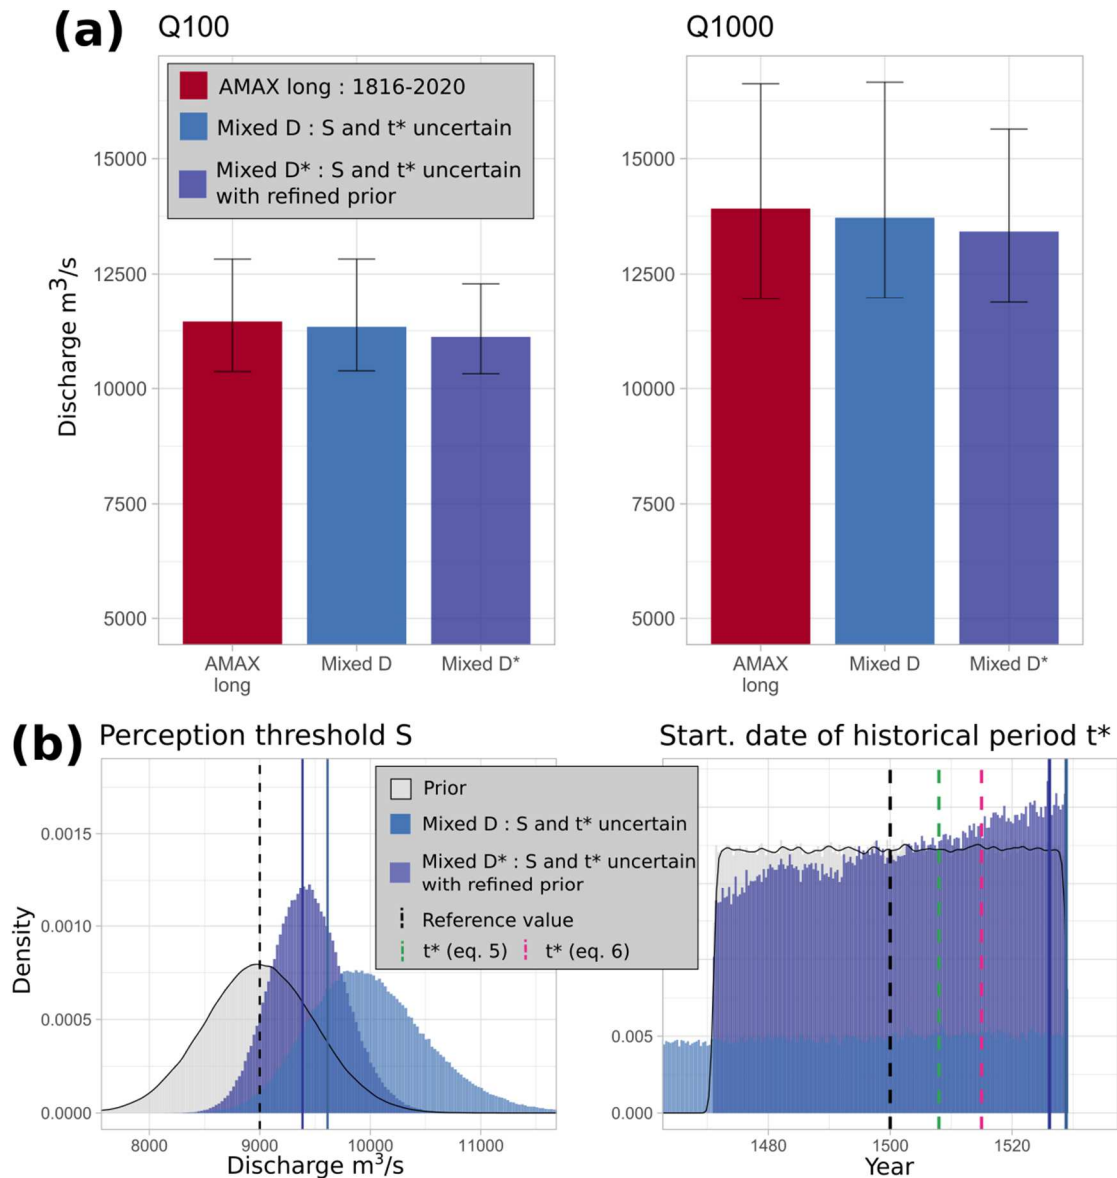 (a)
Q100
Q1000
AMAX long : 1816-2020
Mixed D : S and t* uncertain
Mixed D* : S and t* uncertain
with refined prior
Discharge m³/s
15000
12500
10000
7500
5000
AMAX
long
Mixed D
Mixed D*
15000
12500
10000
7500
5000
AMAX
long
Mixed D
Mixed D*
(b)
Perception threshold S
Start. date of historical period t*
Prior
Mixed D : S and t* uncertain
Mixed D* : S and t* uncertain
with refined prior
Reference value
t* (eq. 5)
t* (eq. 6)
Density
0.0015
0.0010
0.0005
0.0000
8000
9000
10000
11000
Discharge m³/s
0.005
0.000
1480
1500
1520
Year